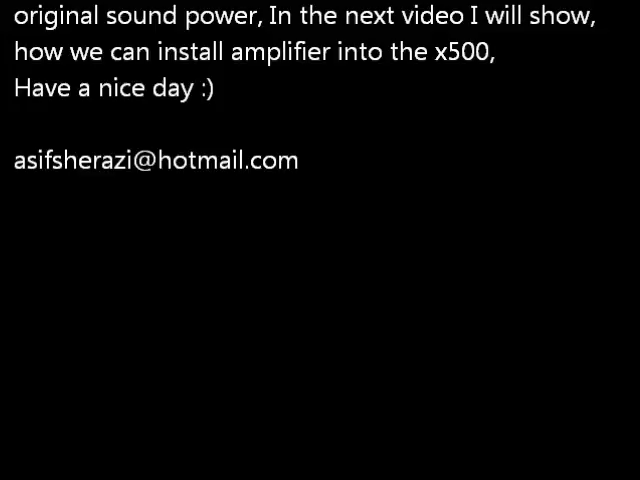 original sound power, In the next video I will show,
how we can install amplifier into the x500,
Have a nice day :)
asifsherazi@hotmail.com